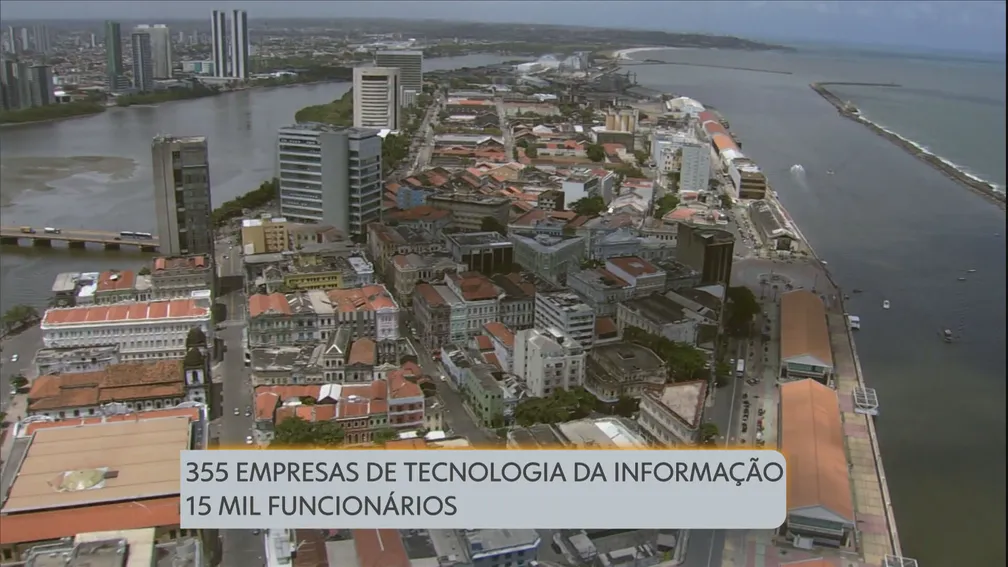 355 EMPRESAS DE TECNOLOGIA DA INFORMAÇÃO
15 MIL FUNCIONÁRIOS